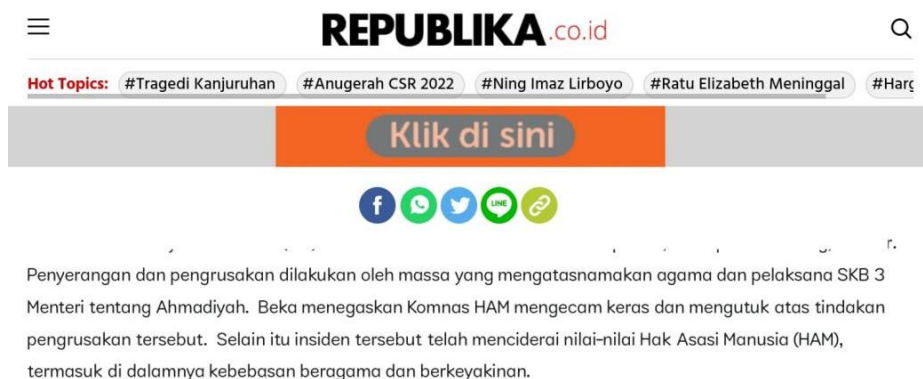 REPUBLIKA.co.id
Hot Topics: #Tragedi Kanjuruhan #Anugerah CSR 2022 #Ning Imaz Lirboyo #Ratu Elizabeth Meninggal
Klik di sini
LINE
Penyerangan dan pengrusakan dilakukan oleh massa yang mengatasnamakan agama dan pelaksana SKB 3
Menteri tentang Ahmadiyah. Beka menegaskan Komnas HAM mengecam keras dan mengutuk atas tindakan
pengrusakan tersebut. Selain itu insiden tersebut telah menciderai nilai-nilai Hak Asasi Manusia (HAM),
termasuk di dalamnya kebebasan beragama dan berkeyakinan.